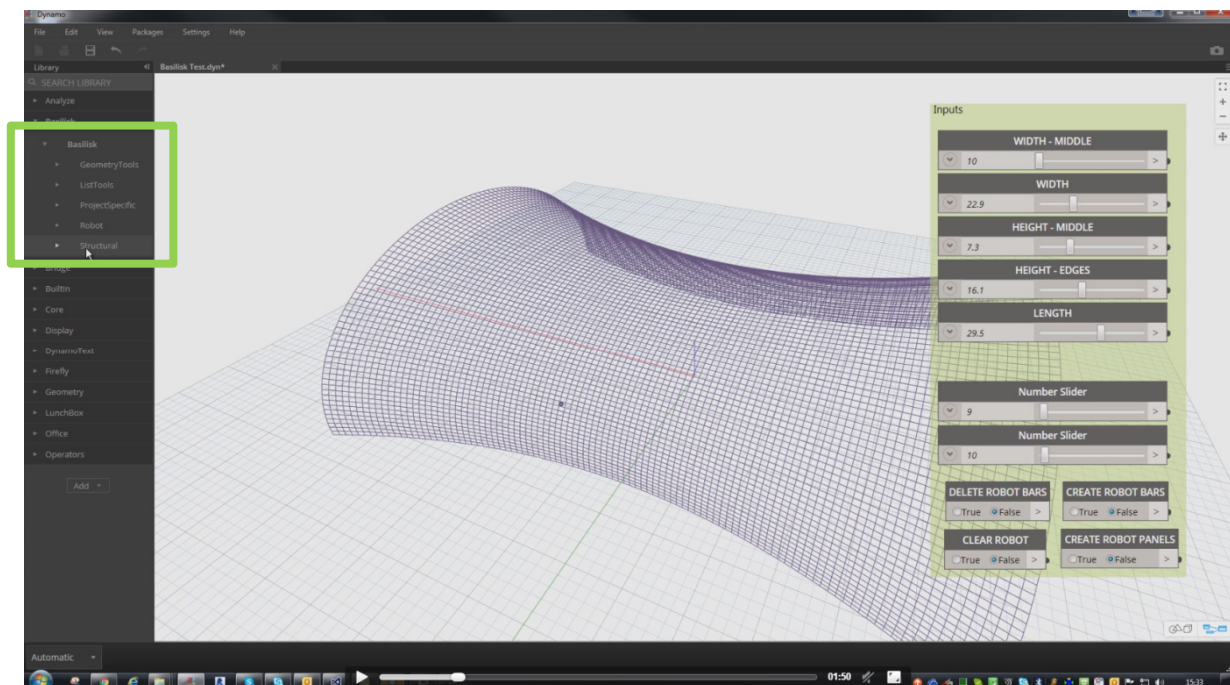 Dynamo
File Edit View Packages Settings Help
Library
Basilisk Test.dyn*
SEARCH LIBRARY
Analyze
Basilisk
Basilisk
GeometryTools
ListTools
ProjectSpecific
Robot
Structural
Bridge
BuiltIn
Core
Display
DynamoText
Firefly
Geometry
LunchBox
Office
Operators
Add
Inputs
WIDTH - MIDDLE
10 >
WIDTH
22.9 >
HEIGHT - MIDDLE
7.3 >
HEIGHT - EDGES
16.1 >
LENGTH
29.5 >
Number Slider
9 >
Number Slider
10 >
DELETE ROBOT BARS
True False >
CREATE ROBOT BARS
True False >
CLEAR ROBOT
True False >
CREATE ROBOT PANELS
True False >
Automatic
01:50
15:33